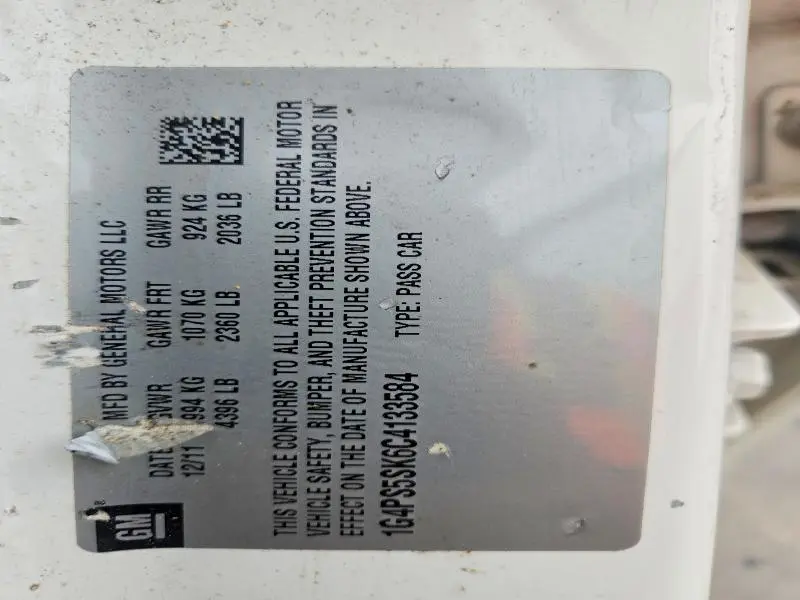 GM®
MFD BY GENERAL MOTORS LLC
DATE GVWR GAWR FRT GAWR RR
12/11 994 KG 1070 KG 924 KG
4396 LB 2360 LB 2036 LB
THIS VEHICLE CONFORMS TO ALL APPLICABLE U.S. FEDERAL MOTOR
VEHICLE SAFETY, BUMPER, AND THEFT PREVENTION STANDARDS IN
EFFECT ON THE DATE OF MANUFACTURE SHOWN ABOVE.
1G4PS5SK6C4133584 TYPE: PASS CAR